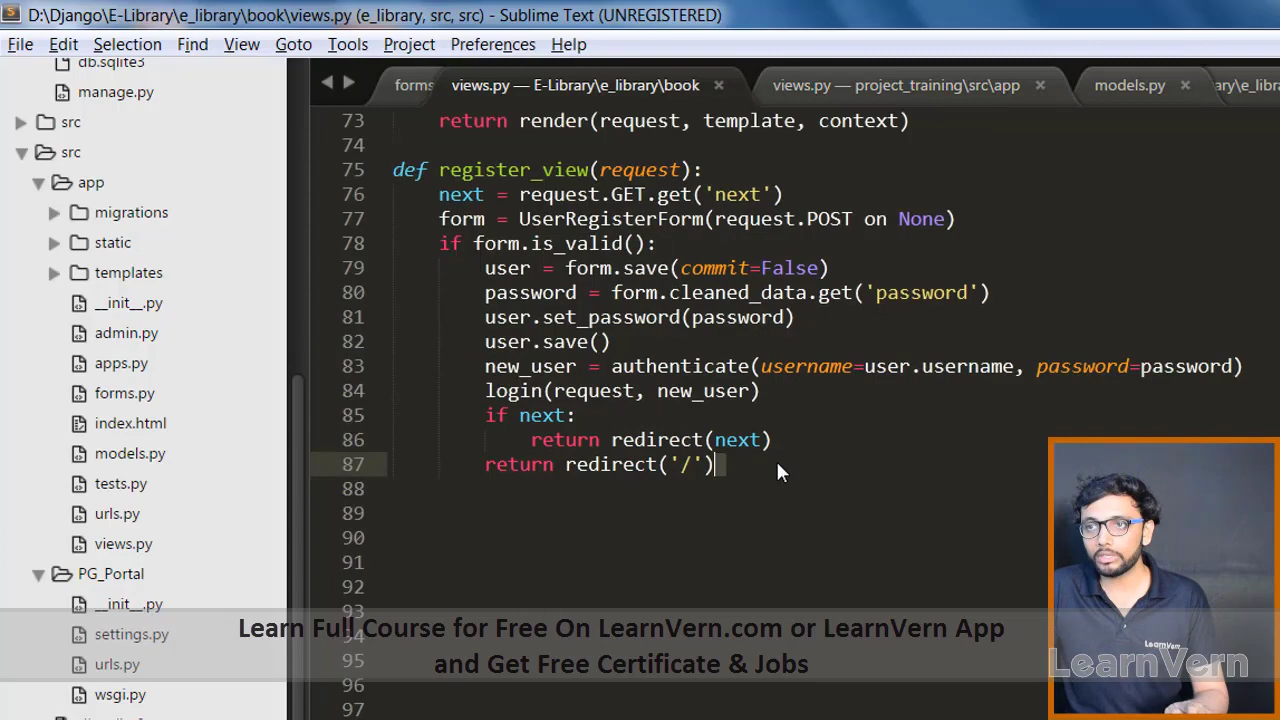 D:\Django\E-Library\e_library\book\views.py (e_library, src, src) - Sublime Text (UNREGISTERED)
File Edit Selection Find View Goto Tools Project Preferences Help
db.sqlite3
manage.py
src
src
app
migrations
static
templates
__init__.py
admin.py
apps.py
forms.py
index.html
models.py
tests.py
urls.py
views.py
PG_Portal
__init__.py
settings.py
urls.py
wsgi.py
forms views.py — E-Library\e_library\book views.py — project_training\src\app models.py
73 return render(request, template, context)
74
75 def register_view(request):
76 next = request.GET.get('next')
77 form = UserRegisterForm(request.POST on None)
78 if form.is_valid():
79 user = form.save(commit=False)
80 password = form.cleaned_data.get('password')
81 user.set_password(password)
82 user.save()
83 new_user = authenticate(username=user.username, password=password)
84 login(request, new_user)
85 if next:
86 return redirect(next)
87 return redirect('/')
88
89
90
91
92
93
94
95
96
97
Learn Full Course for Free On LearnVern.com or LearnVern App
and Get Free Certificate & Jobs
LearnVern
LearnVern